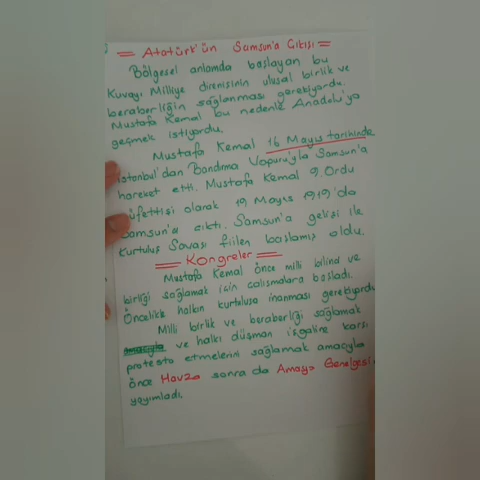 = Atatürk'ün Samsun'a Çıkışı =
Bölgesel anlamda başlayan bu
Kuvayı Milliye direnişinin ulusal birlik ve
beraberliğin sağlanması gerekiyordu.
Mustafa Kemal bu nedenle Anadolu'ya
geçmek istiyordu.
Mustafa Kemal 16 Mayıs tarihinde
İstanbul'dan Bandırma Vapuruyla Samsun'a
hareket etti. Mustafa Kemal 9. Ordu
müfettişi olarak 19 Mayıs 1919'da
Samsun'a çıktı. Samsun'a gelişi ile
Kurtuluş Savaşı fiilen başlamış oldu.
= Kongreler =
Mustafa Kemal önce milli bilinci ve
birliği sağlamak için çalışmalara başladı.
Öncelikle halkın kurtuluşa inanması gerekiyordu
Milli birlik ve beraberliği sağlamak
ve halkı düşman işgaline karşı
protesto etmelerini sağlamak amacıyla
önce Havza sonra da Amasya Genelgesi
yayımladı.